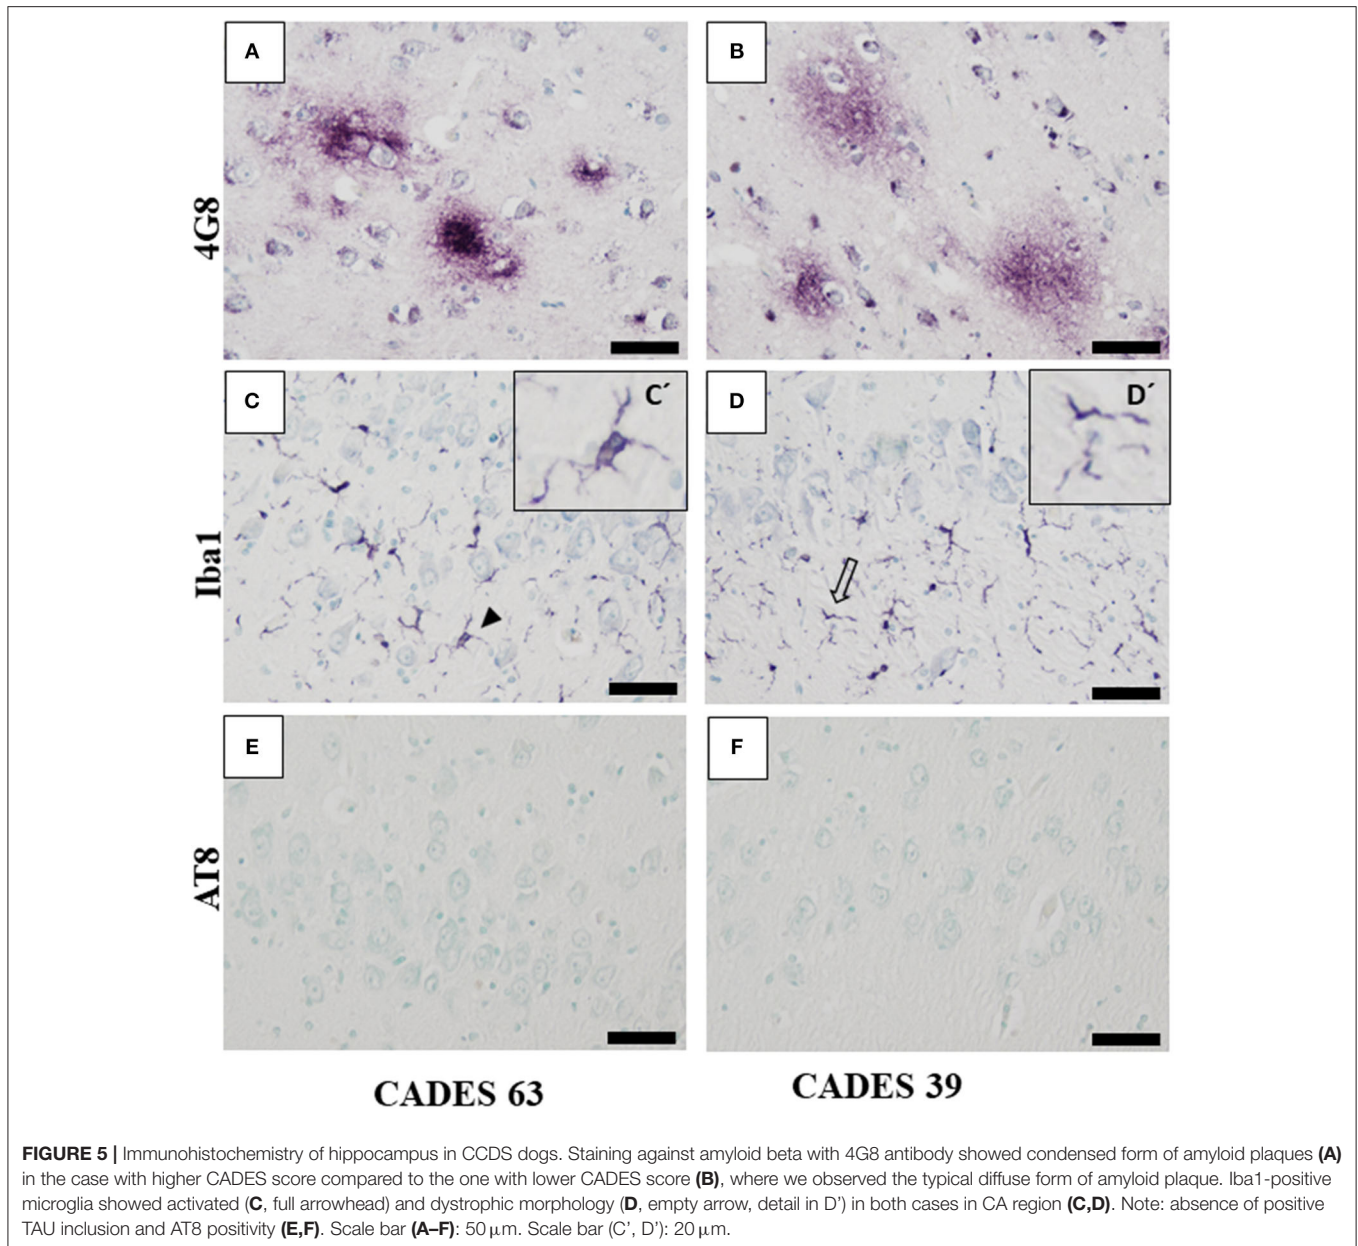 A
B
4G8
C
C´
D
D´
Iba1
E
F
AT8
CADES 63
CADES 39
FIGURE 5 | Immunohistochemistry of hippocampus in CCDS dogs. Staining against amyloid beta with 4G8 antibody showed condensed form of amyloid plaques (A)
in the case with higher CADES score compared to the one with lower CADES score (B), where we observed the typical diffuse form of amyloid plaque. Iba1-positive
microglia showed activated (C, full arrowhead) and dystrophic morphology (D, empty arrow, detail in D’) in both cases in CA region (C,D). Note: absence of positive
TAU inclusion and AT8 positivity (E,F). Scale bar (A–F): 50 μm. Scale bar (C’, D’): 20 μm.